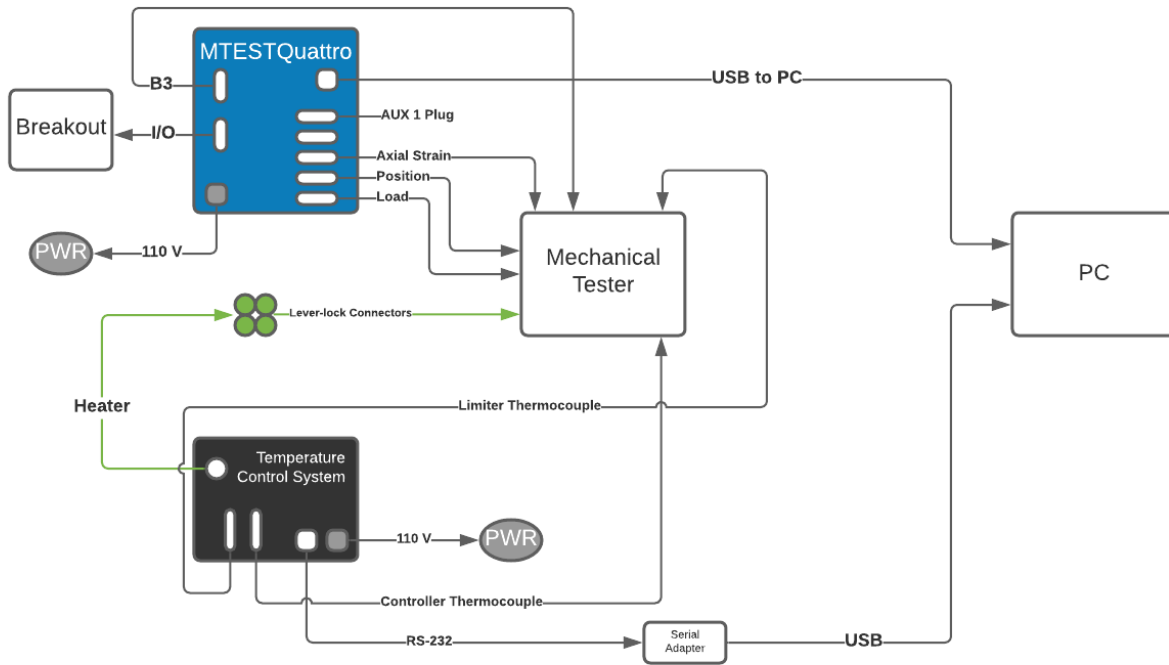 MTESTQuattro
B3
USB to PC
AUX 1 Plug
Breakout
I/O
Axial Strain
Position
Load
PWR
110 V
Mechanical
Tester
PC
Lever-lock Connectors
Heater
Limiter Thermocouple
Temperature
Control System
110 V
PWR
Controller Thermocouple
RS-232
Serial
Adapter
USB